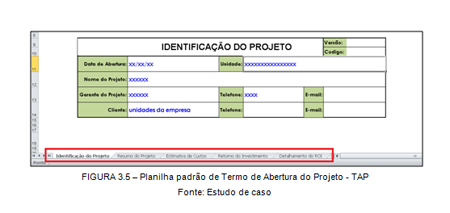 IDENTIFICAÇÃO DO PROJETO
Versão:
Codigo:
Data de Abertura: xx/xx/xx Unidade: xxxxxxxxxxxxxxxxx
Nome do Projeto: xxxxxx
Gerente do Projeto: xxxxxx Telefone: xxxx E-mail:
Cliente: unidades da empresa Telefone: E-mail:
Identificação do Projeto Resumo do Projeto Estimativa de Custos Retorno do Investimento Detalhamento do ROI
FIGURA 3.5 – Planilha padrão de Termo de Abertura do Projeto - TAP
Fonte: Estudo de caso